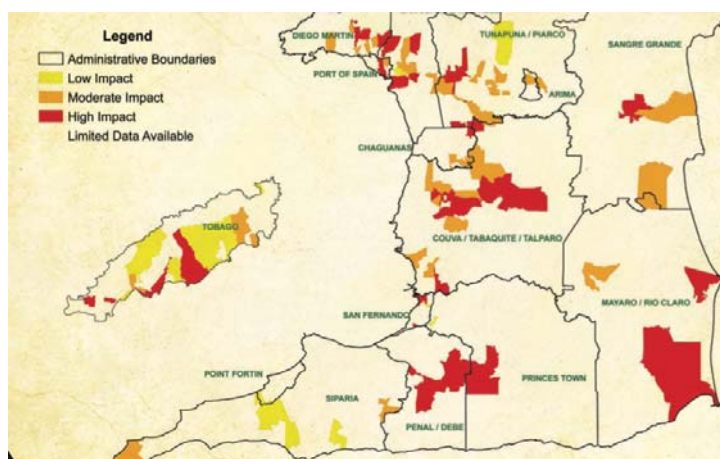 Legend
Administrative Boundaries
Low Impact
Moderate Impact
High Impact
Limited Data Available
DIEGO MARTIN
PORT OF SPAIN
TUNAPUNA / PIARCO
SANGRE GRANDE
ARIMA
CHAGUANAS
TOBAGO
COUVA / TABAQUITE / TALPARO
MAYARO / RIO CLARO
SAN FERNANDO
POINT FORTIN
SIPARIA
PRINCES TOWN
PENAL / DEBE